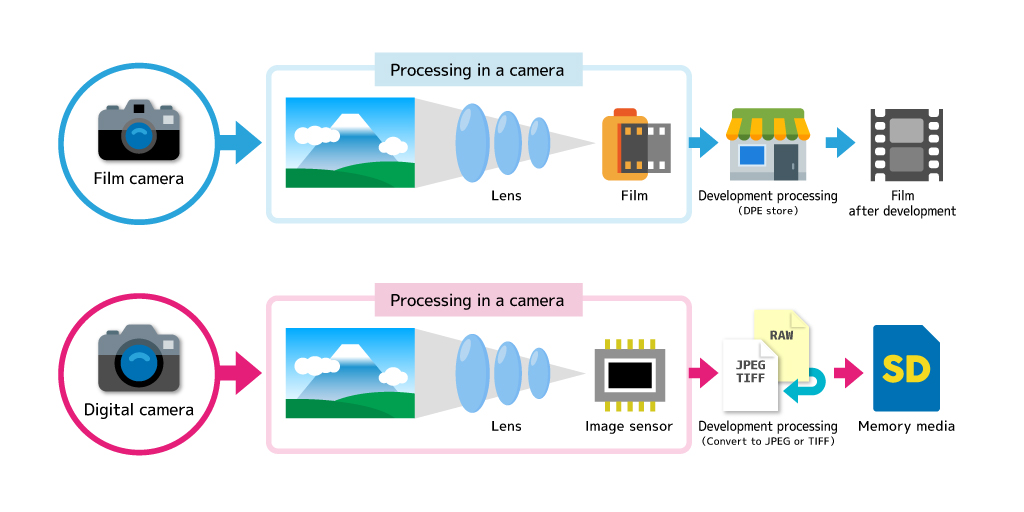 Processing in a camera
Film camera
Lens
Film
Development processing
(DPE store)
Film
after development
Processing in a camera
Digital camera
Lens
Image sensor
RAW
JPEG
TIFF
Development processing
(Convert to JPEG or TIFF)
SD
Memory media